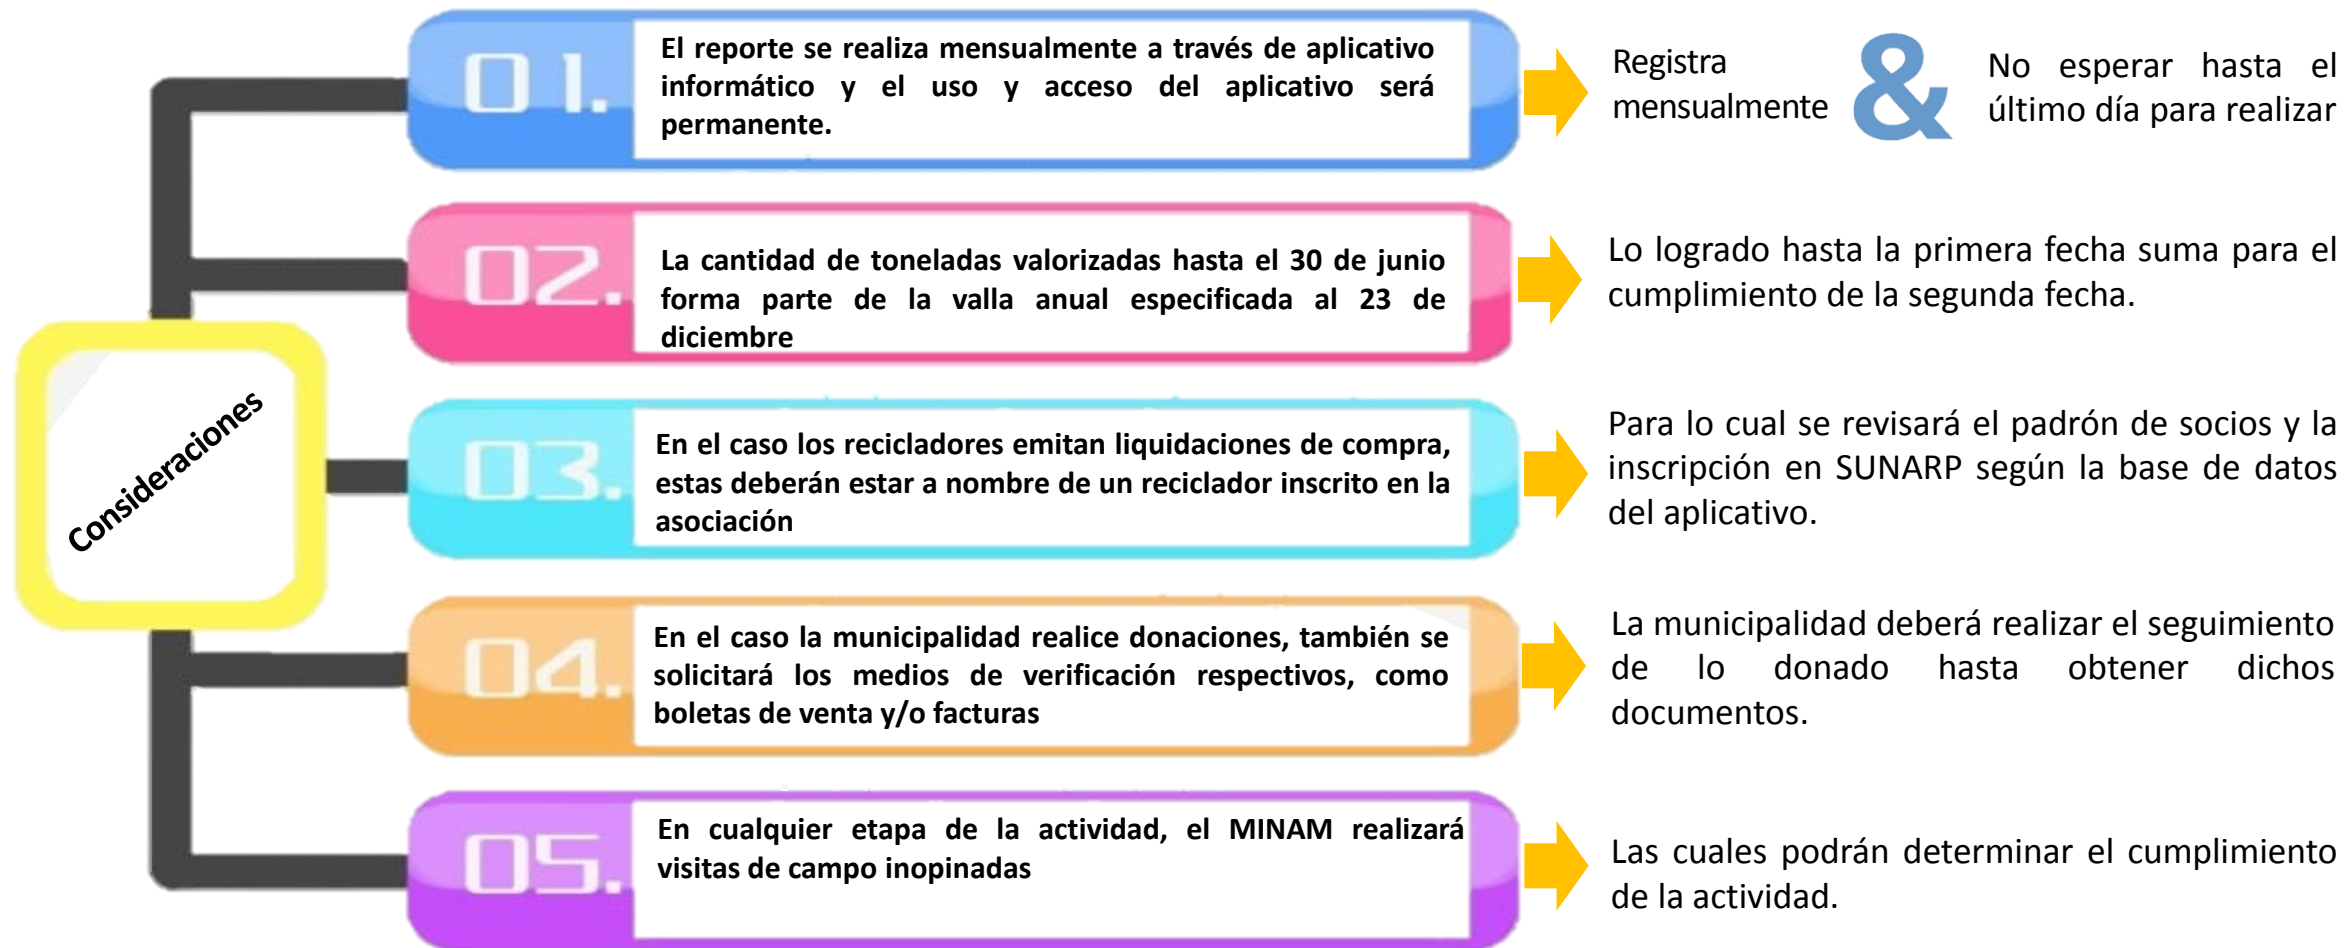 Consideraciones
01.
El reporte se realiza mensualmente a través de aplicativo
informático y el uso y acceso del aplicativo será
permanente.
Registra
mensualmente
&
No esperar hasta el
último día para realizar
02.
La cantidad de toneladas valorizadas hasta el 30 de junio
forma parte de la valla anual especificada al 23 de
diciembre
Lo logrado hasta la primera fecha suma para el
cumplimiento de la segunda fecha.
03.
En el caso los recicladores emitan liquidaciones de compra,
estas deberán estar a nombre de un reciclador inscrito en la
asociación
Para lo cual se revisará el padrón de socios y la
inscripción en SUNARP según la base de datos
del aplicativo.
04.
En el caso la municipalidad realice donaciones, también se
solicitará los medios de verificación respectivos, como
boletas de venta y/o facturas
La municipalidad deberá realizar el seguimiento
de lo donado hasta obtener dichos
documentos.
05.
En cualquier etapa de la actividad, el MINAM realizará
visitas de campo inopinadas
Las cuales podrán determinar el cumplimiento
de la actividad.